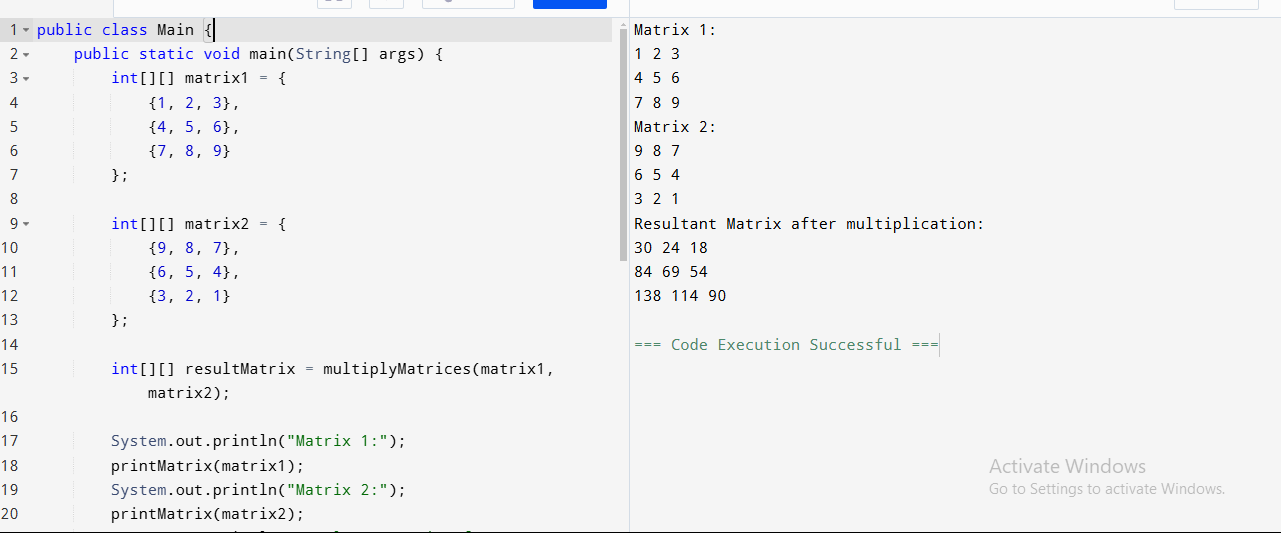 1 public class Main {
2     public static void main(String[] args) {
3         int[][] matrix1 = {
4             {1, 2, 3},
5             {4, 5, 6},
6             {7, 8, 9}
7         };
8
9         int[][] matrix2 = {
10             {9, 8, 7},
11             {6, 5, 4},
12             {3, 2, 1}
13         };
14
15         int[][] resultMatrix = multiplyMatrices(matrix1,
            matrix2);
16
17         System.out.println("Matrix 1:");
18         printMatrix(matrix1);
19         System.out.println("Matrix 2:");
20         printMatrix(matrix2);
Matrix 1:
1 2 3
4 5 6
7 8 9
Matrix 2:
9 8 7
6 5 4
3 2 1
Resultant Matrix after multiplication:
30 24 18
84 69 54
138 114 90
=== Code Execution Successful ===
Activate Windows
Go to Settings to activate Windows.